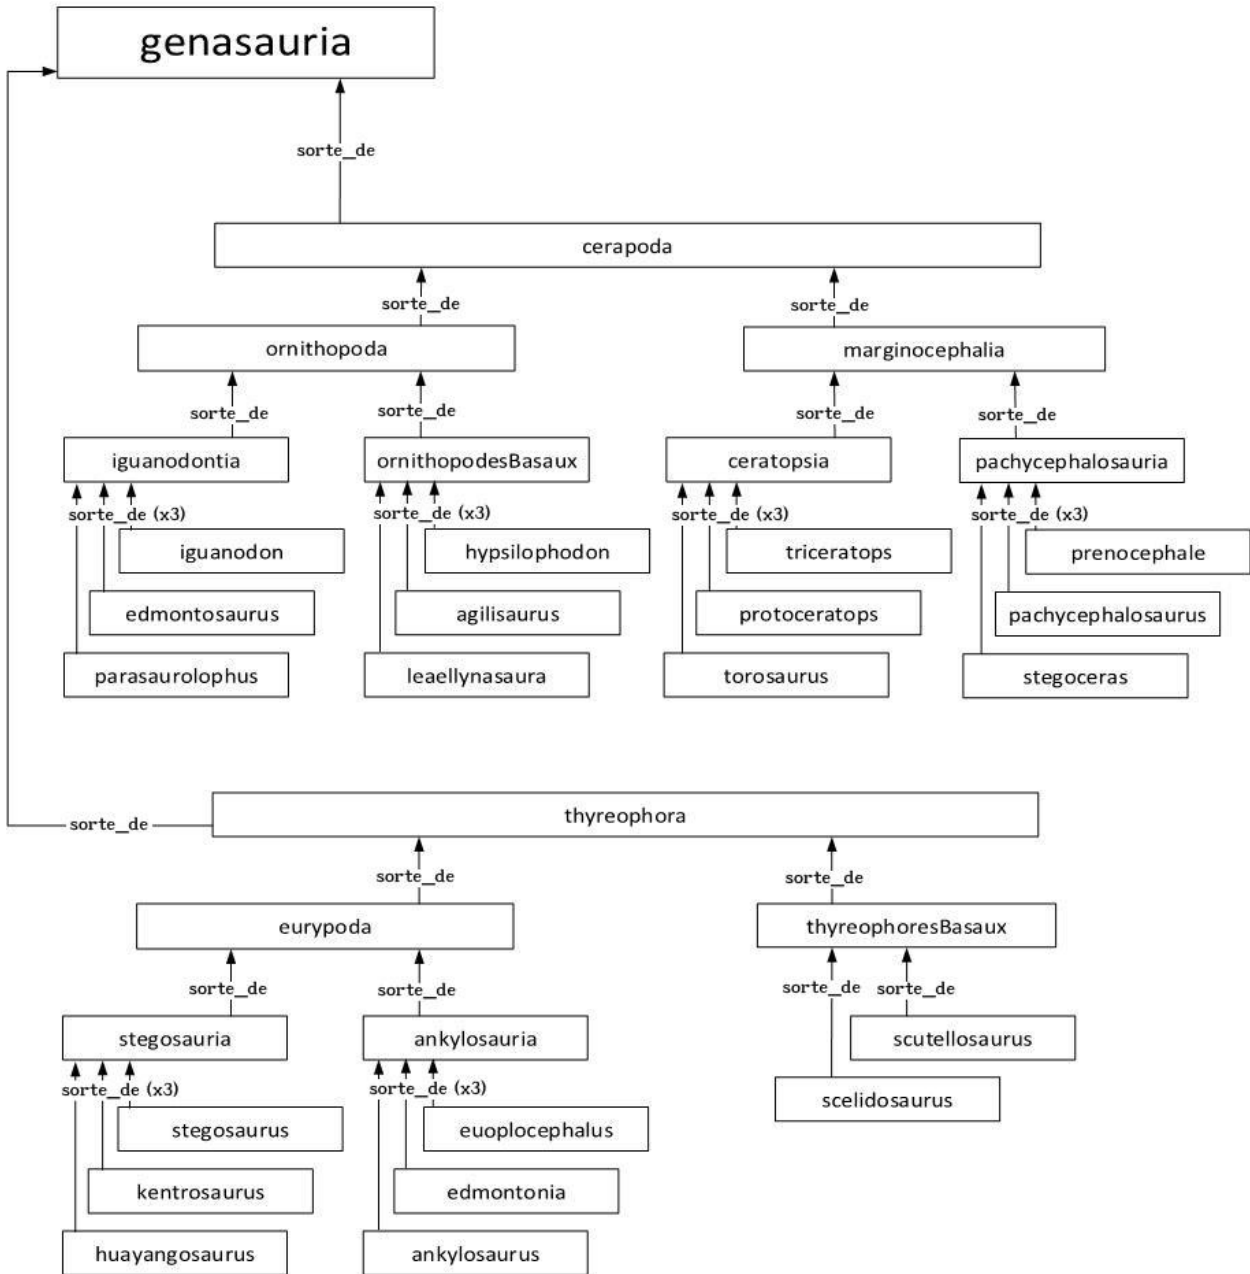 genasauria
sorte_de
cerapoda
sorte_de
sorte_de
ornithopoda
marginocephalia
sorte_de
sorte_de
sorte_de
sorte_de
iguanodontia
ornithopodesBasaux
ceratopsia
pachycephalosauria
sorte_de (x3)
sorte_de (x3)
sorte_de (x3)
sorte_de (x3)
iguanodon
hypsilophodon
triceratops
prenocephale
edmontosaurus
agilisaurus
protoceratops
pachycephalosaurus
parasaurolophus
leaellynasaura
torosaurus
stegoceras
thyreophora
sorte_de
sorte_de
sorte_de
eurypoda
thyreophoresBasaux
sorte_de
sorte_de
sorte_de
sorte_de
stegosauria
ankylosauria
scutellosaurus
sorte_de (x3)
sorte_de (x3)
scelidosaurus
stegosaurus
euoplocephalus
kentrosaurus
edmontonia
huayangosaurus
ankylosaurus